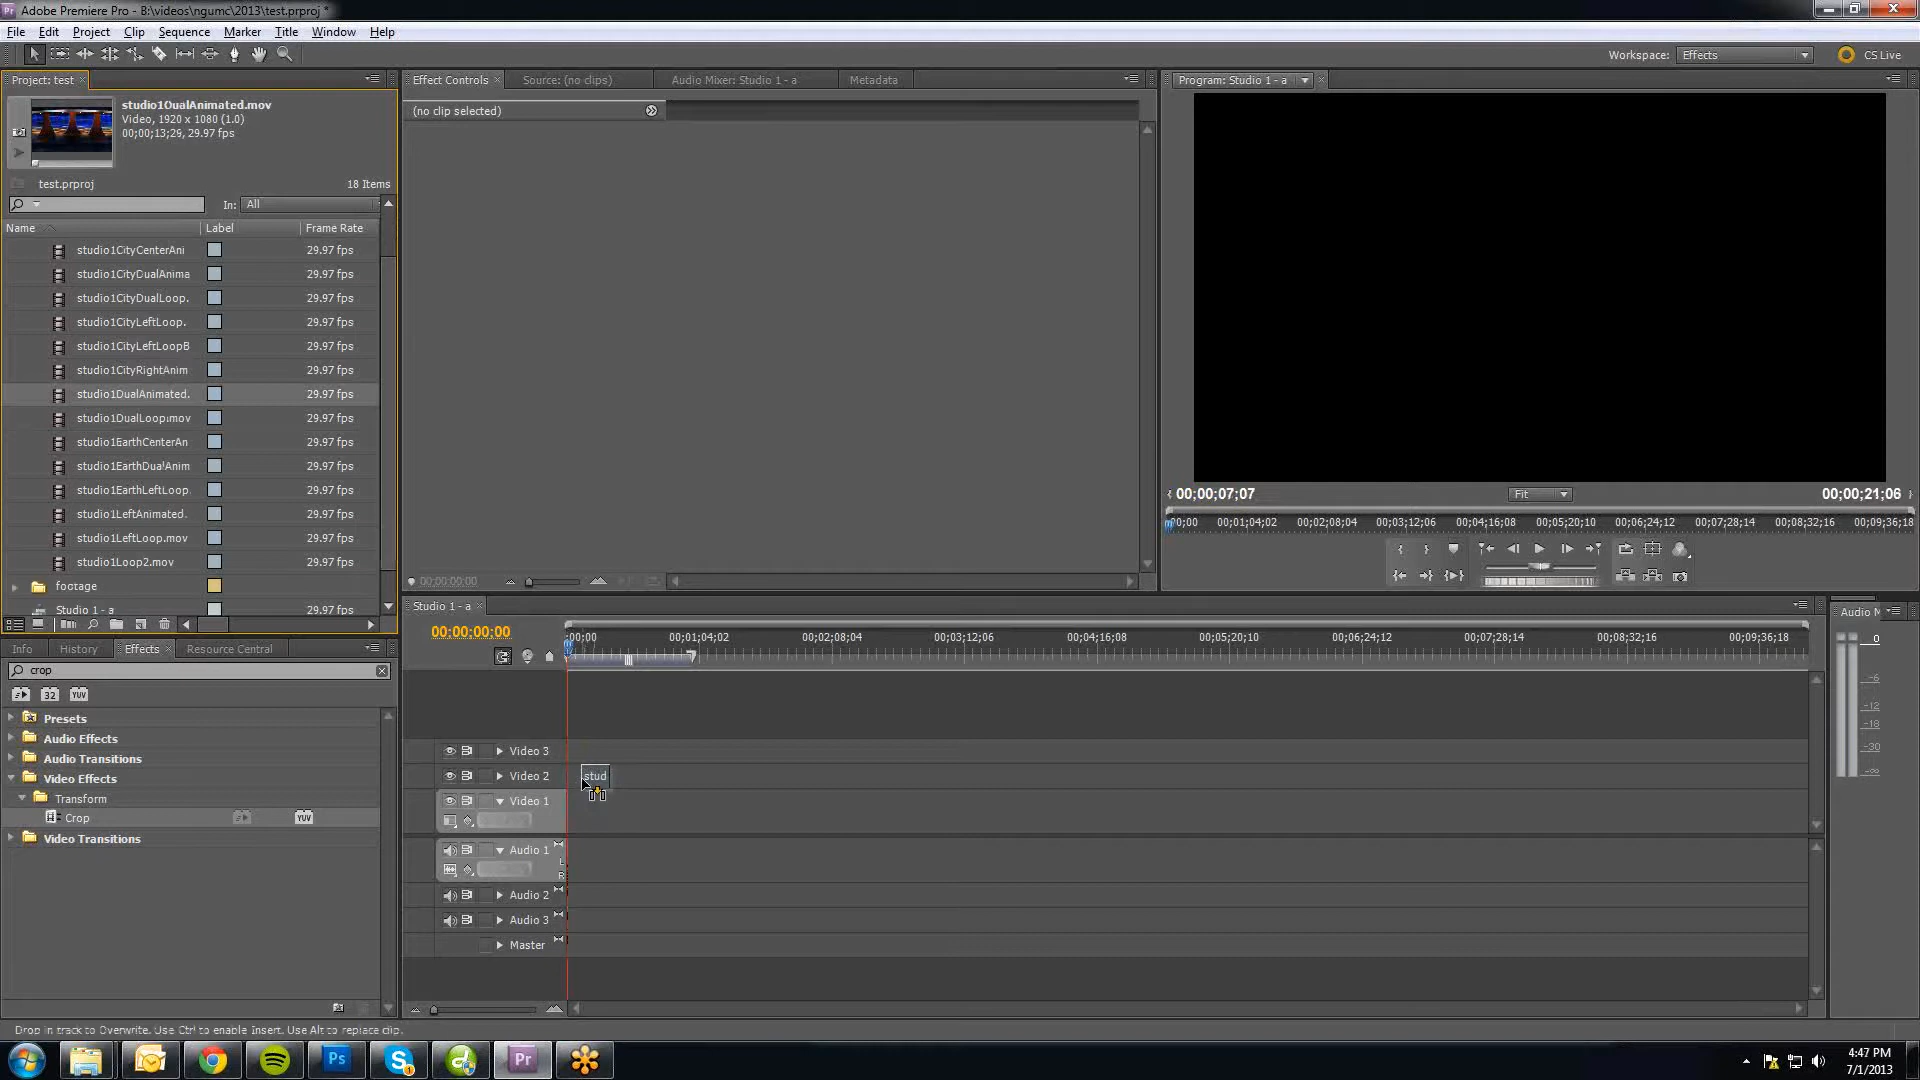 Adobe Premiere Pro - B:\videos\ngumc\2013\test.prproj *
File Edit Project Clip Sequence Marker Title Window Help
Workspace: Effects CS Live
Project: test
studio1DualAnimated.mov
Video, 1920 x 1080 (1.0)
00;00;13;29, 29.97 fps
test.prproj 18 Items
In: All
Name Label Frame Rate
studio1CityCenterAni 29.97 fps
studio1CityDualAnima 29.97 fps
studio1CityDualLoop. 29.97 fps
studio1CityLeftLoop. 29.97 fps
studio1CityLeftLoopB 29.97 fps
studio1CityRightAnim 29.97 fps
studio1DualAnimated. 29.97 fps
studio1DualLoop.mov 29.97 fps
studio1EarthCenterAn 29.97 fps
studio1EarthDualAnim 29.97 fps
studio1EarthLeftLoop 29.97 fps
studio1LeftAnimated. 29.97 fps
studio1LeftLoop.mov 29.97 fps
studio1Loop2.mov 29.97 fps
footage
Studio 1 - a 29.97 fps
Effect Controls Source: (no clips) Audio Mixer: Studio 1 - a Metadata
(no clip selected)
00:00:00:00
Program: Studio 1 - a
00;00;07;07 Fit 00;00;21;06
00;00 00;01;04;02 00;02;08;04 00;03;12;06 00;04;16;08 00;05;20;10 00;06;24;12 00;07;28;14 00;08;32;16 00;09;36;18
Info History Effects Resource Central
crop
32 YUV
Presets
Audio Effects
Audio Transitions
Video Effects
Transform
Crop YUV
Video Transitions
Studio 1 - a
00:00:00:00
;00;00 00;01;04;02 00;02;08;04 00;03;12;06 00;04;16;08 00;05;20;10 00;06;24;12 00;07;28;14 00;08;32;16 00;09;36;18
Video 3
Video 2 stud
Video 1
Audio 1
L
R
Audio 2
Audio 3
Master
Audio M
0
-6
-12
-18
-30
-∞
Drop in track to Overwrite. Use Ctrl to enable Insert. Use Alt to replace clip.
Ps S Pr
4:47 PM
7/1/2013